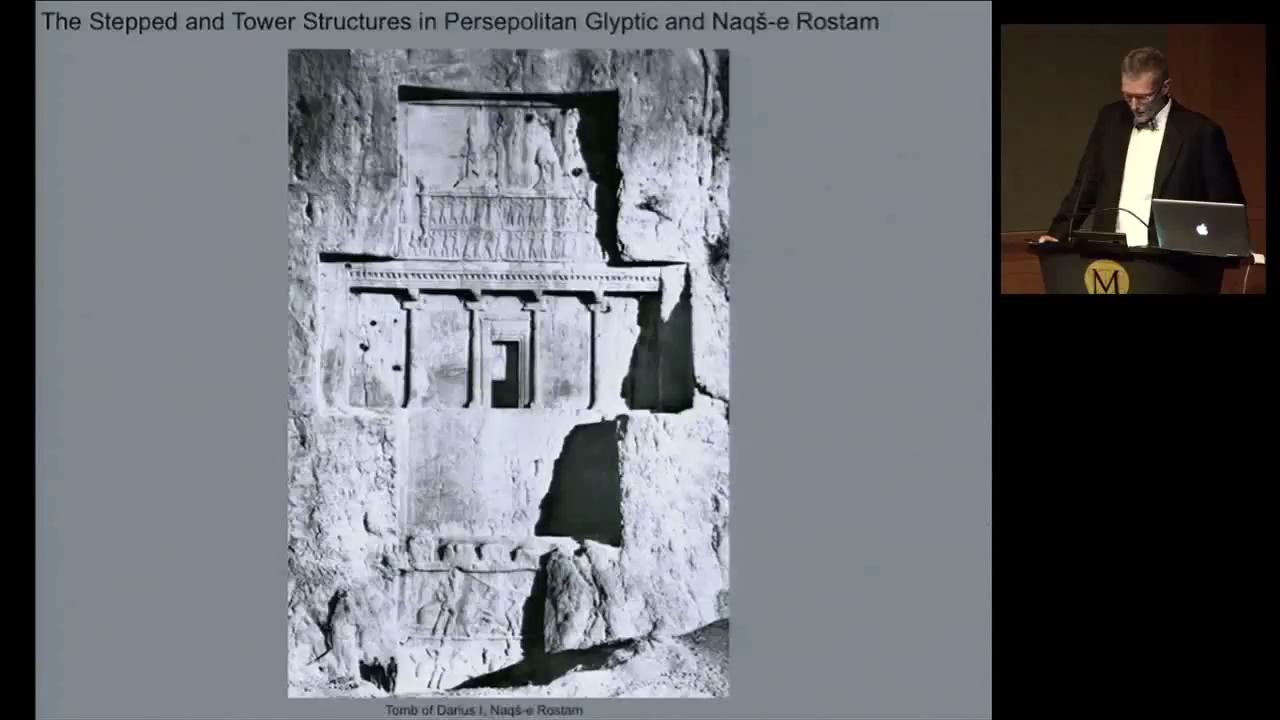 The Stepped and Tower Structures in Persepolitan Glyptic and Naqš-e Rostam
Tomb of Darius I, Naqš-e Rostam
M